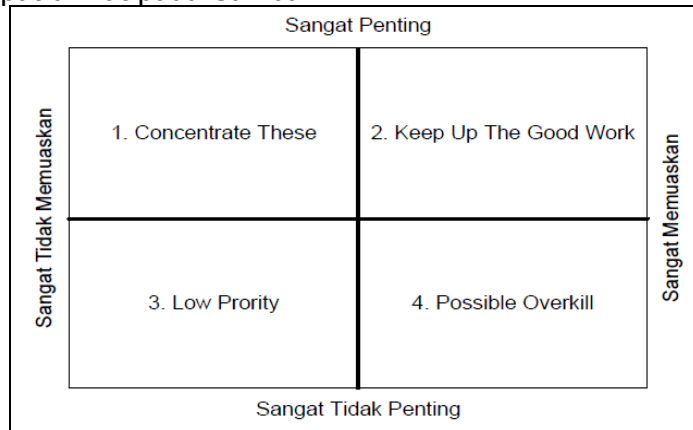 Sangat Penting
Sangat Tidak Memuaskan
1. Concentrate These
2. Keep Up The Good Work
Sangat Memuaskan
3. Low Prority
4. Possible Overkill
Sangat Tidak Penting